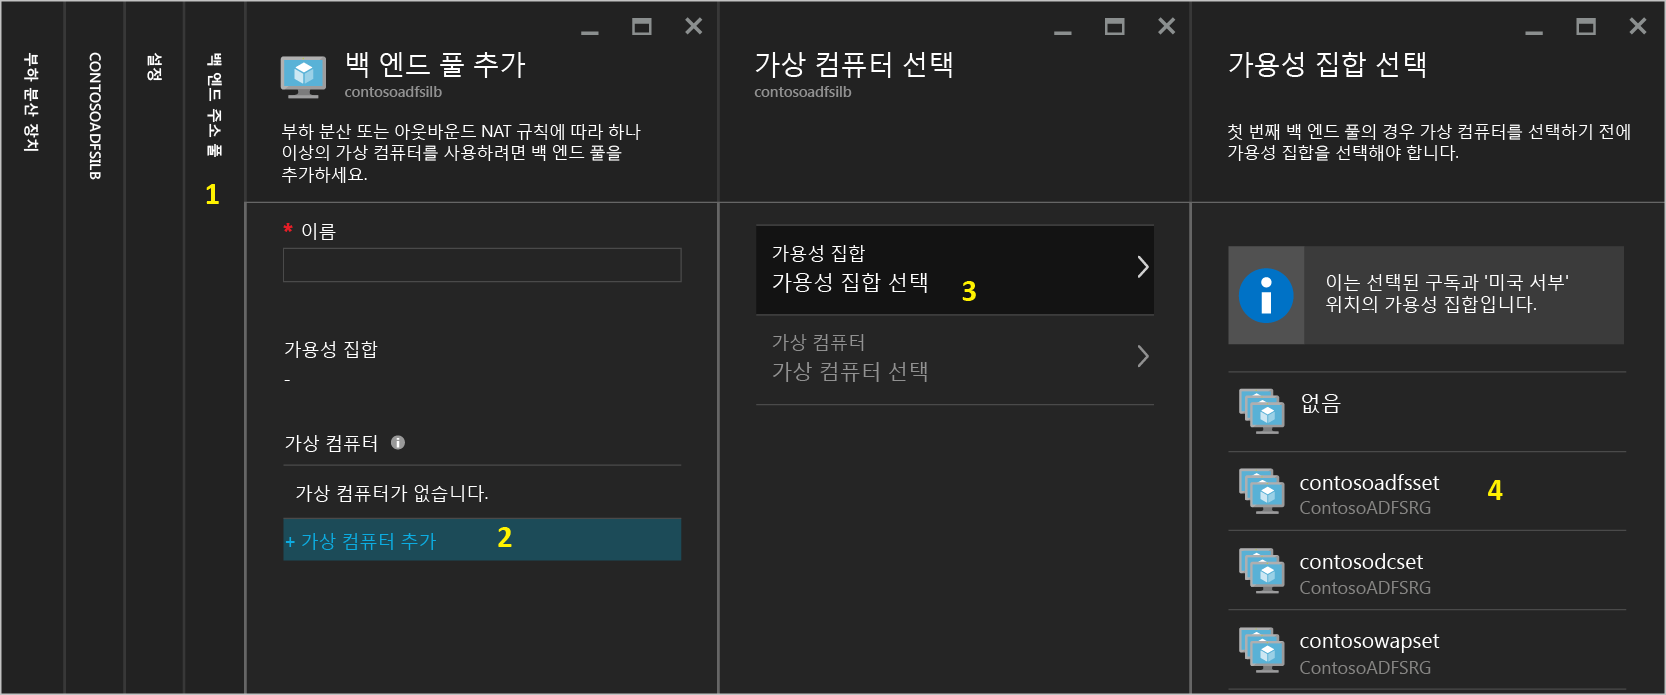 부하 분산 장치
CONTOSOADFSILB
설정
백 엔드 주소 풀
1
백 엔드 풀 추가
contosoadfsilb
부하 분산 또는 아웃바운드 NAT 규칙에 따라 하나
이상의 가상 컴퓨터를 사용하려면 백 엔드 풀을
추가하세요.
* 이름
가용성 집합
-
가상 컴퓨터
가상 컴퓨터가 없습니다.
+ 가상 컴퓨터 추가 2
가상 컴퓨터 선택
contosoadfsilb
가용성 집합
가용성 집합 선택 3
가상 컴퓨터
가상 컴퓨터 선택
가용성 집합 선택
첫 번째 백 엔드 풀의 경우 가상 컴퓨터를 선택하기 전에
가용성 집합을 선택해야 합니다.
이는 선택된 구독과 '미국 서부'
위치의 가용성 집합입니다.
없음
contosoadfsset 4
ContosoADFSRG
contosodcset
ContosoADFSRG
contosowapset
ContosoADFSRG